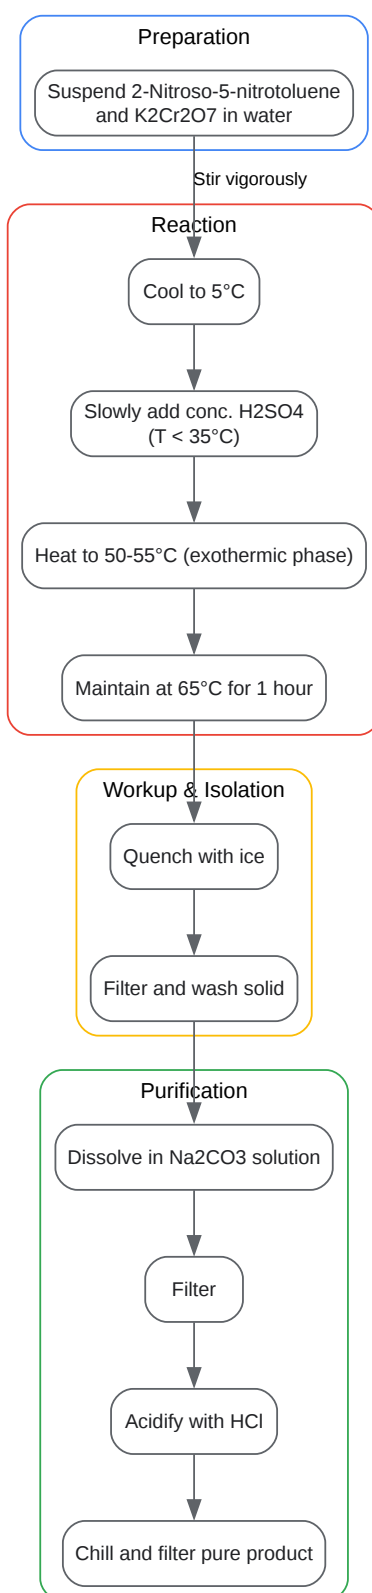 Preparation
Suspend 2-Nitroso-5-nitrotoluene
and K2Cr2O7 in water
Stir vigorously
Reaction
Cool to 5°C
Slowly add conc. H2SO4
(T < 35°C)
Heat to 50-55°C (exothermic phase)
Maintain at 65°C for 1 hour
Workup & Isolation
Quench with ice
Filter and wash solid
Purification
Dissolve in Na2CO3 solution
Filter
Acidify with HCl
Chill and filter pure product